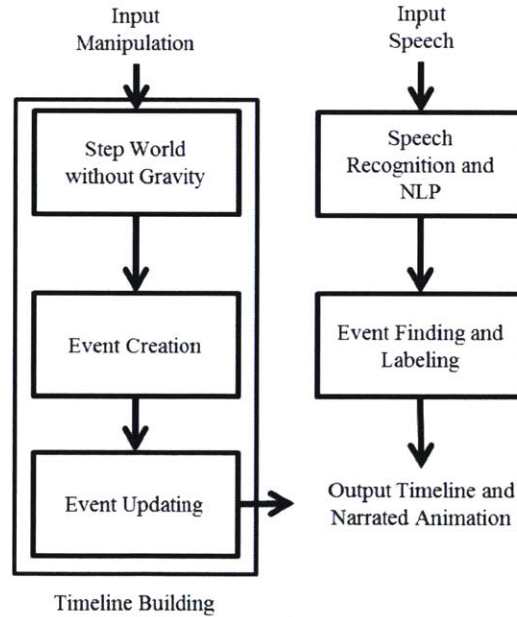 Input
Manipulation
Step World
without Gravity
Event Creation
Event Updating
Timeline Building
Input
Speech
Speech
Recognition and
NLP
Event Finding and
Labeling
Output Timeline and
Narrated Animation